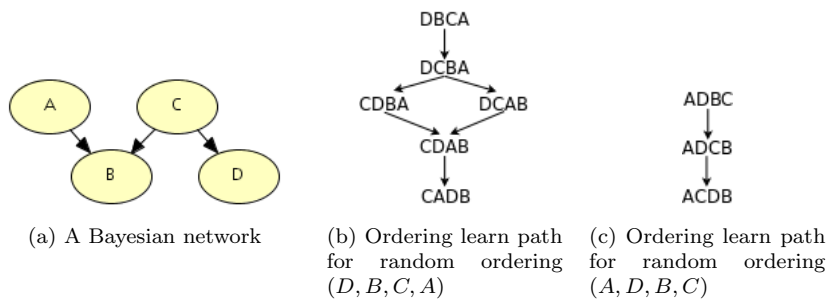 A
C
B
D
(a) A Bayesian network
DBCA
DCBA
CDBA
DCAB
CDAB
CADB
(b) Ordering learn path
for random ordering
(D, B, C, A)
ADBC
ADCB
ACDB
(c) Ordering learn path
for random ordering
(A, D, B, C)